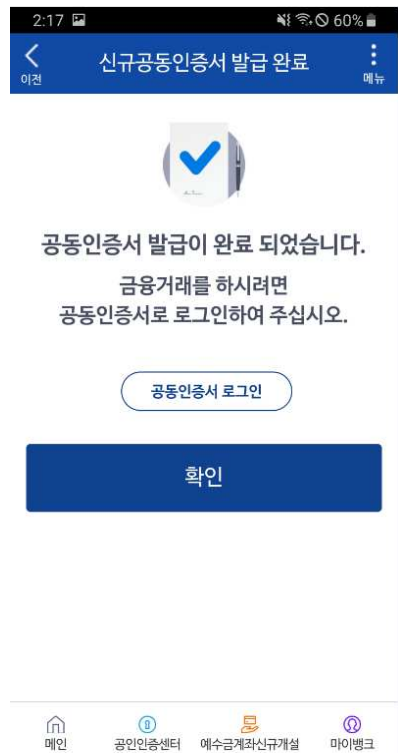 2:17 60%
이전
신규공동인증서 발급 완료
메뉴
공동인증서 발급이 완료 되었습니다.
금융거래를 하시려면
공동인증서로 로그인하여 주십시오.
공동인증서 로그인
확인
메인 공인인증센터 예수금계좌신규개설 마이뱅크